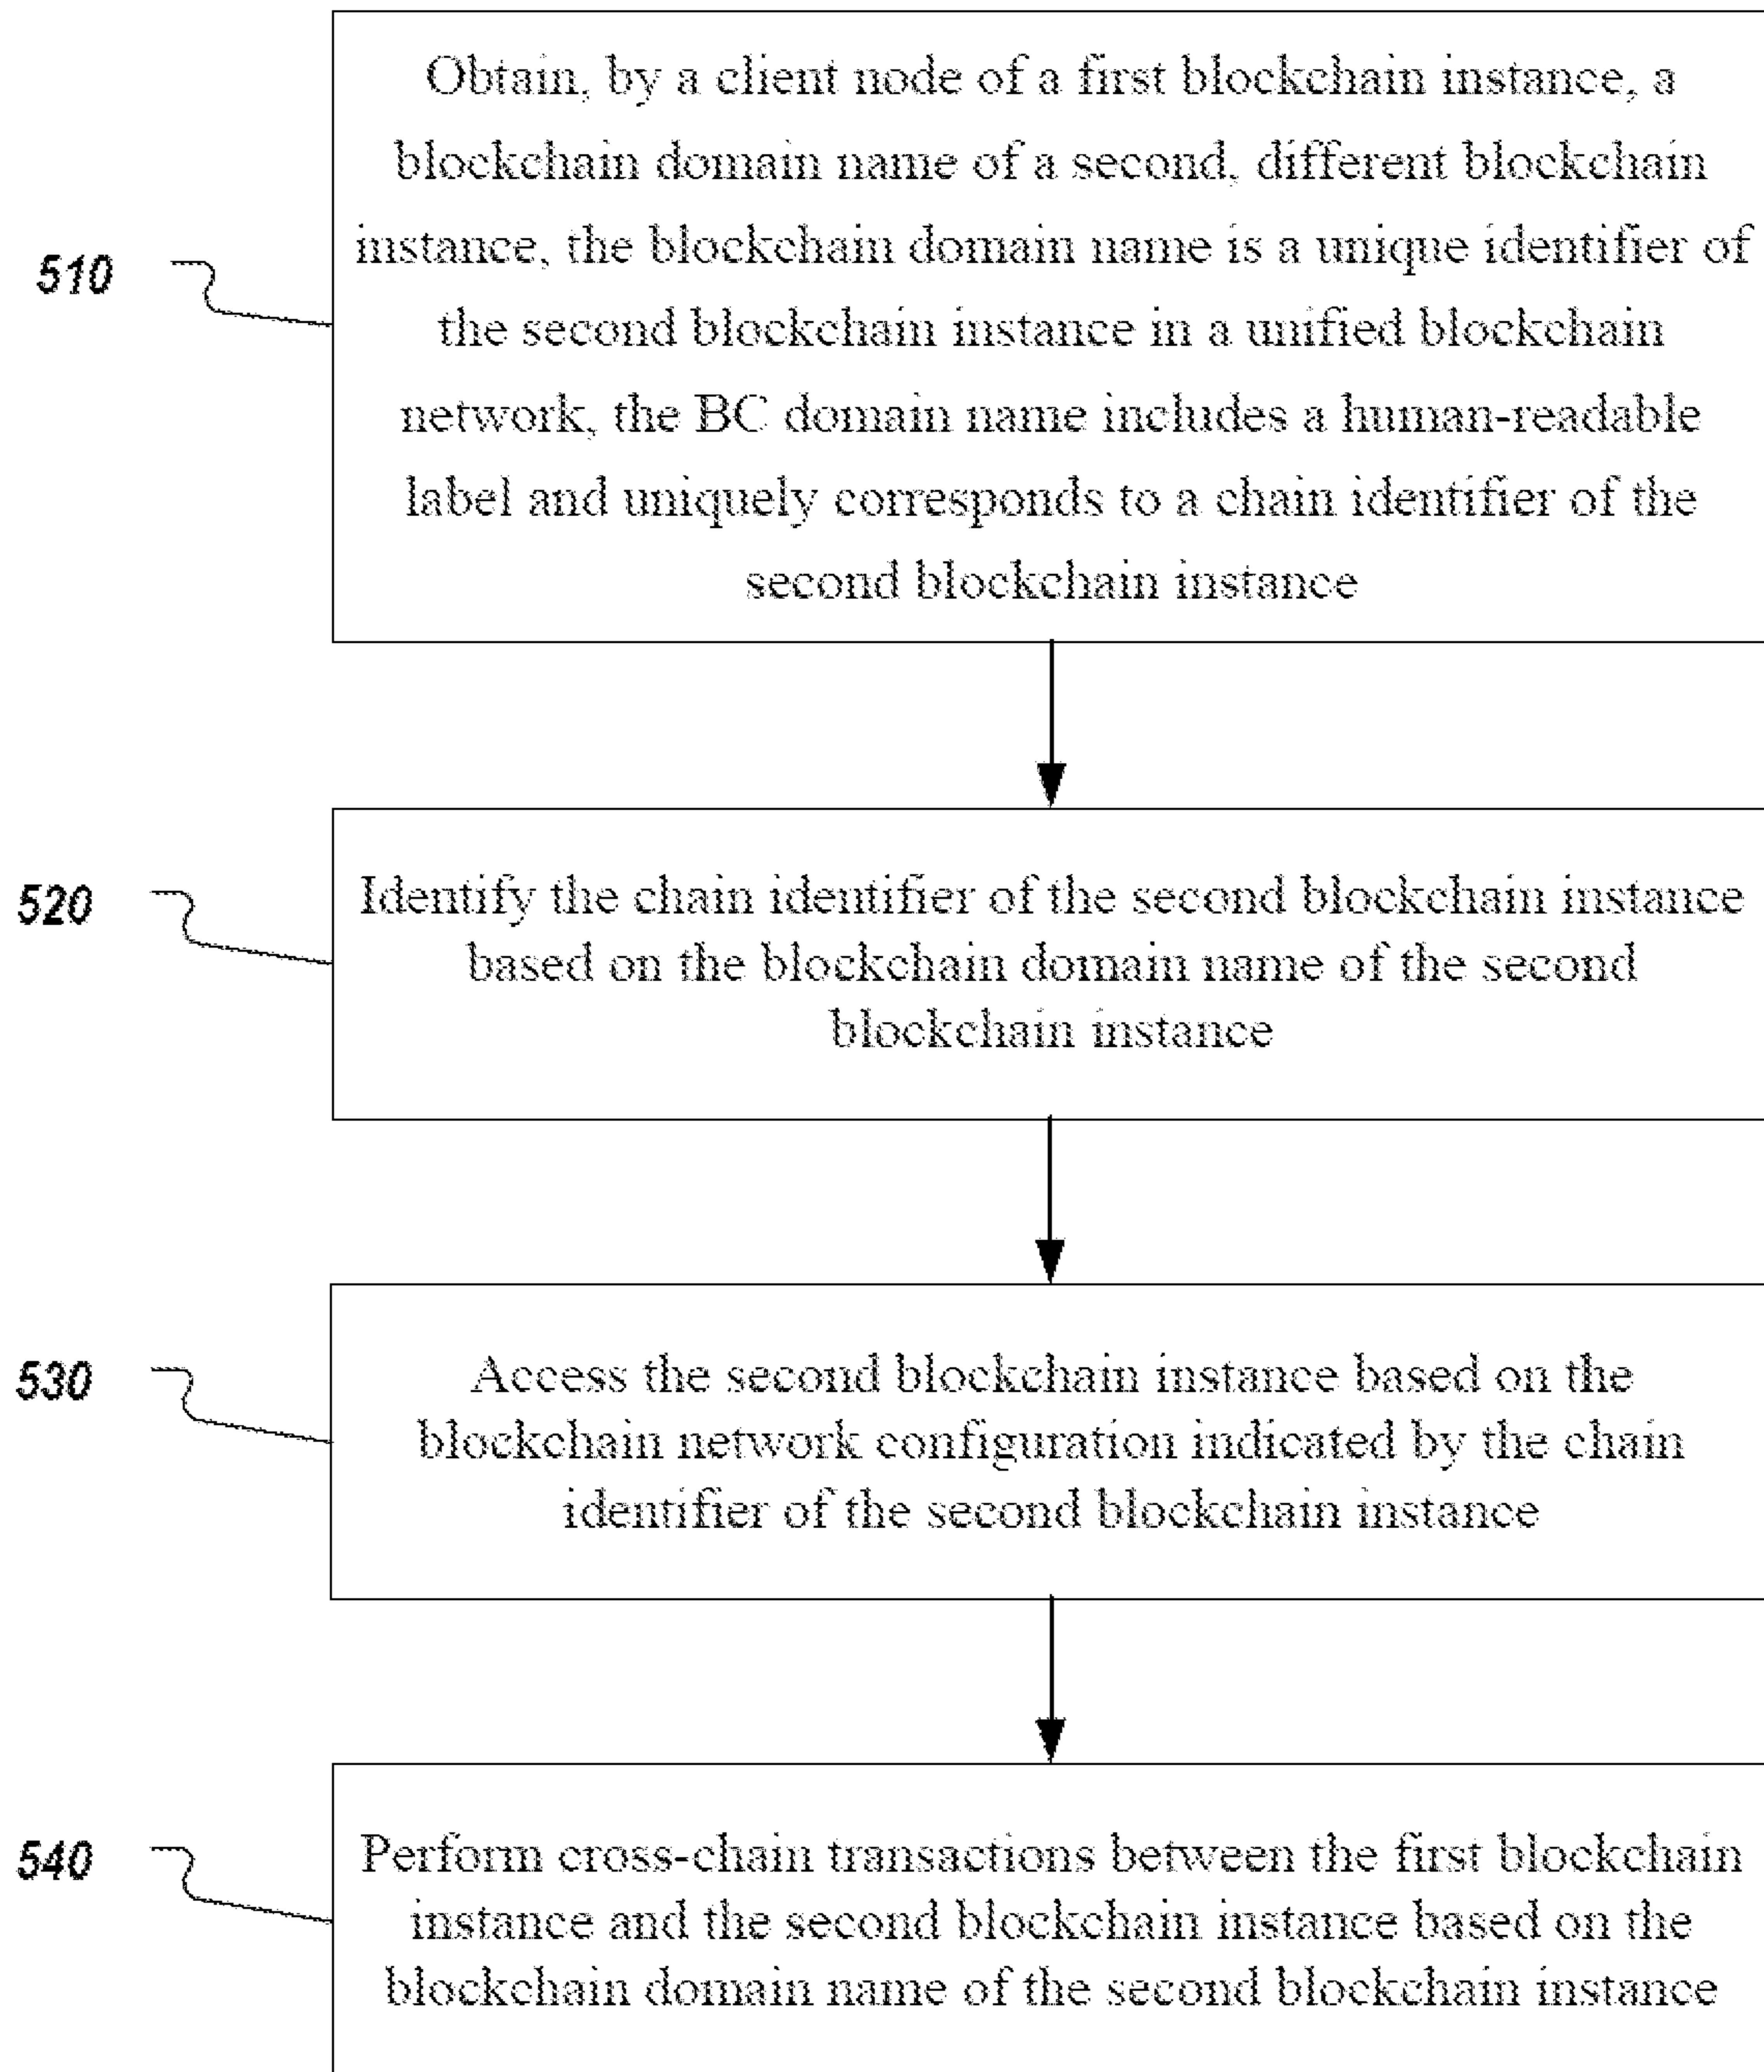 Obtain, by a client node of a first blockchain instance, a
blockchain domain name of a second, different blockchain
instance, the blockchain domain name is a unique identifier of
510
the second blockchain instance in a unified blockchain
network, the BC domain name includes a human-readable
label and uniquely corresponds to a chain identifier of the
second blockchain instance
520
Identify the chain identifier of the second blockchain instance
based on the blockchain domain name of the second
blockchain instance
530
Access the second blockchain instance based on the
blockchain network configuration indicated by the chain
identifier of the second blockchain instance
540
Perform cross-chain transactions between the first blockchain
instance and the second blockchain instance based on the
blockchain domain name of the second blockchain instance